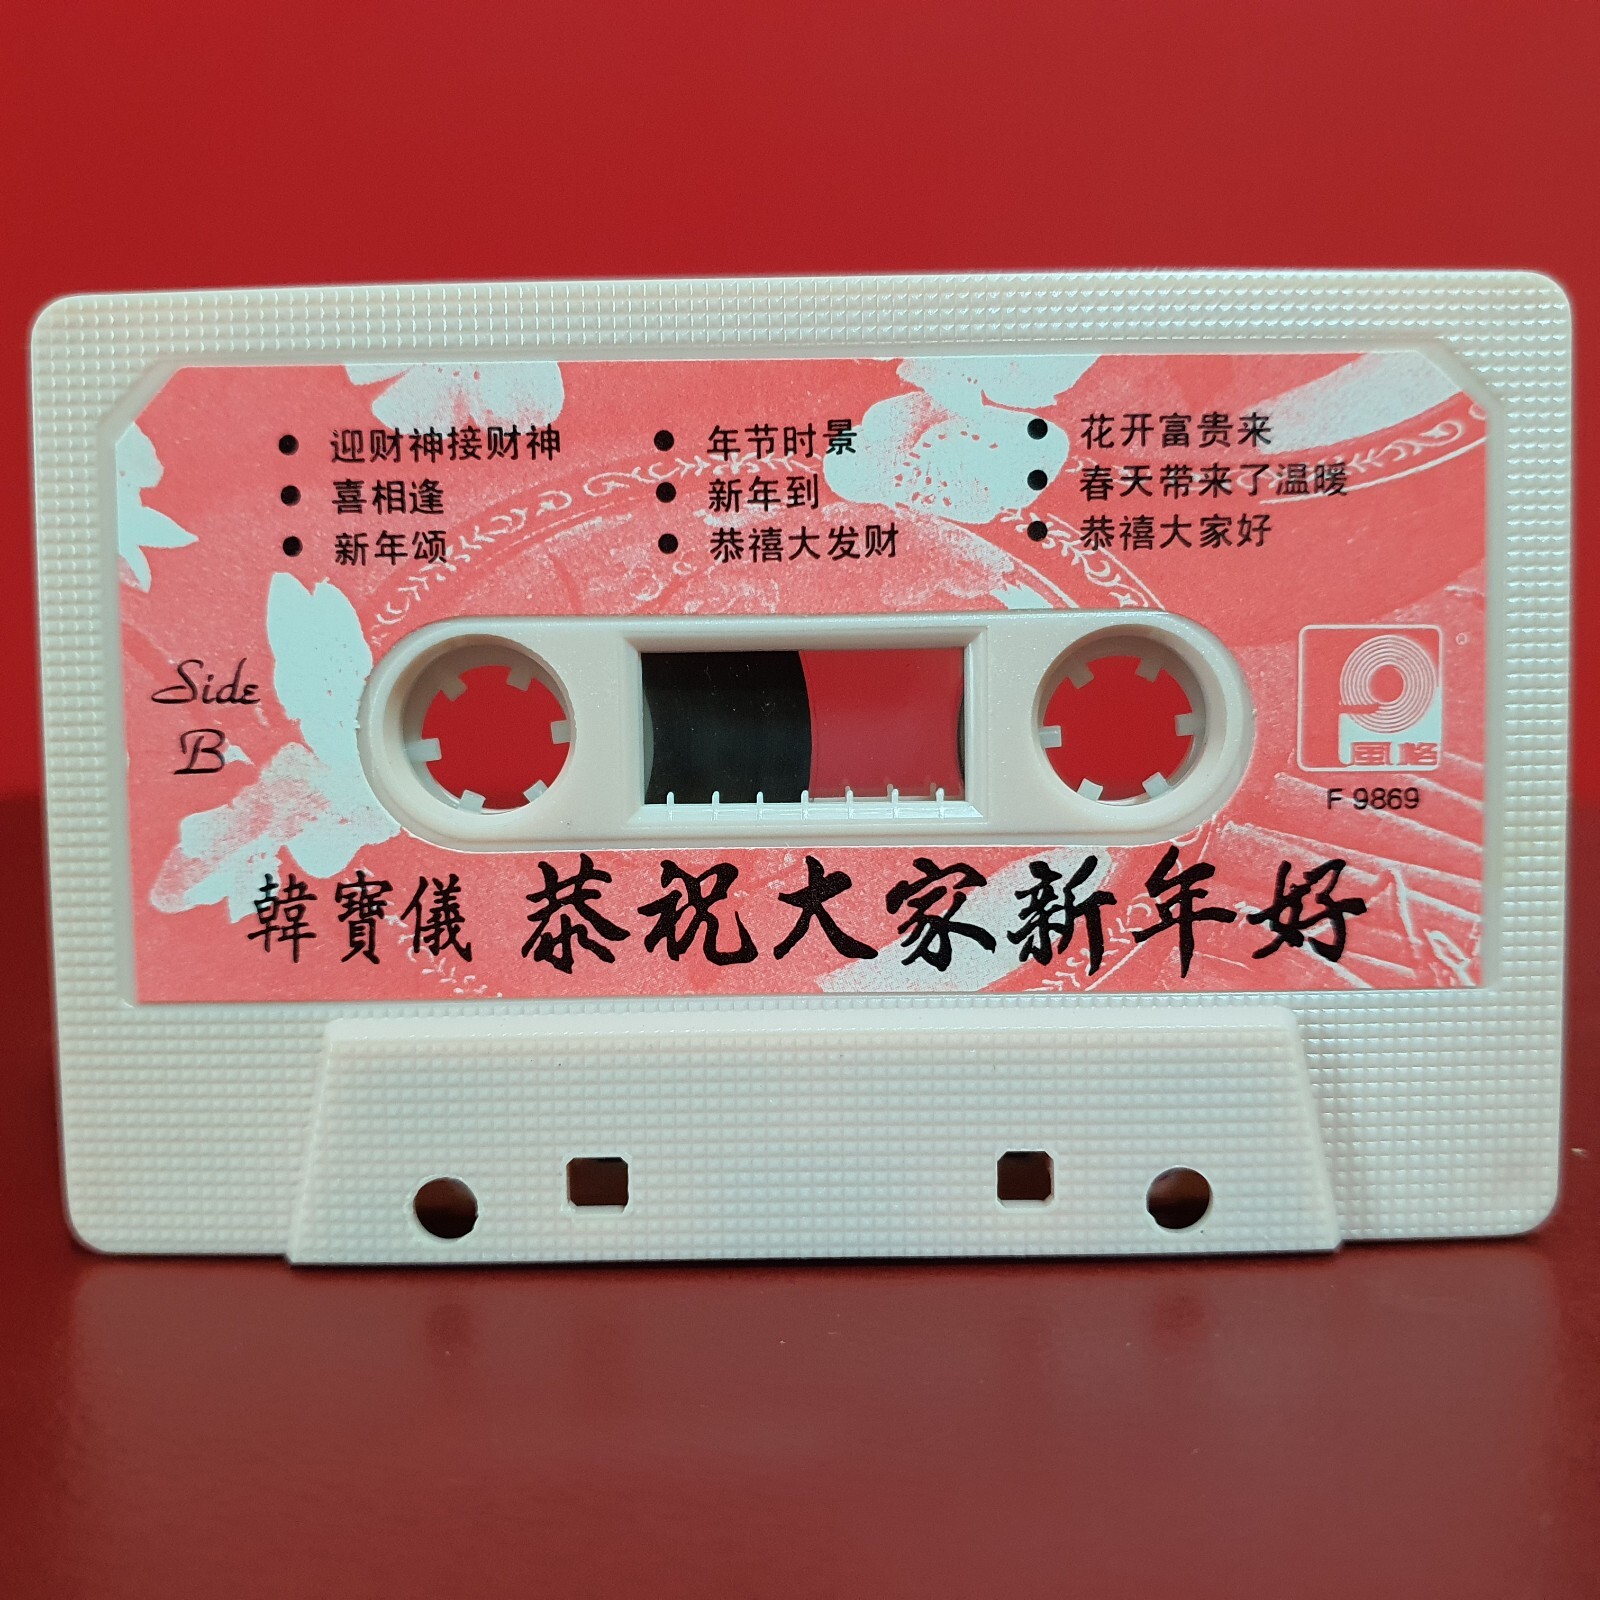 迎财神接财神
喜相逢
新年颂
年节时景
新年到
恭禧大发财
花开富贵来
春天带来了温暖
恭禧大家好
Side
B
風格
F 9869
韓寶儀 恭祝大家新年好